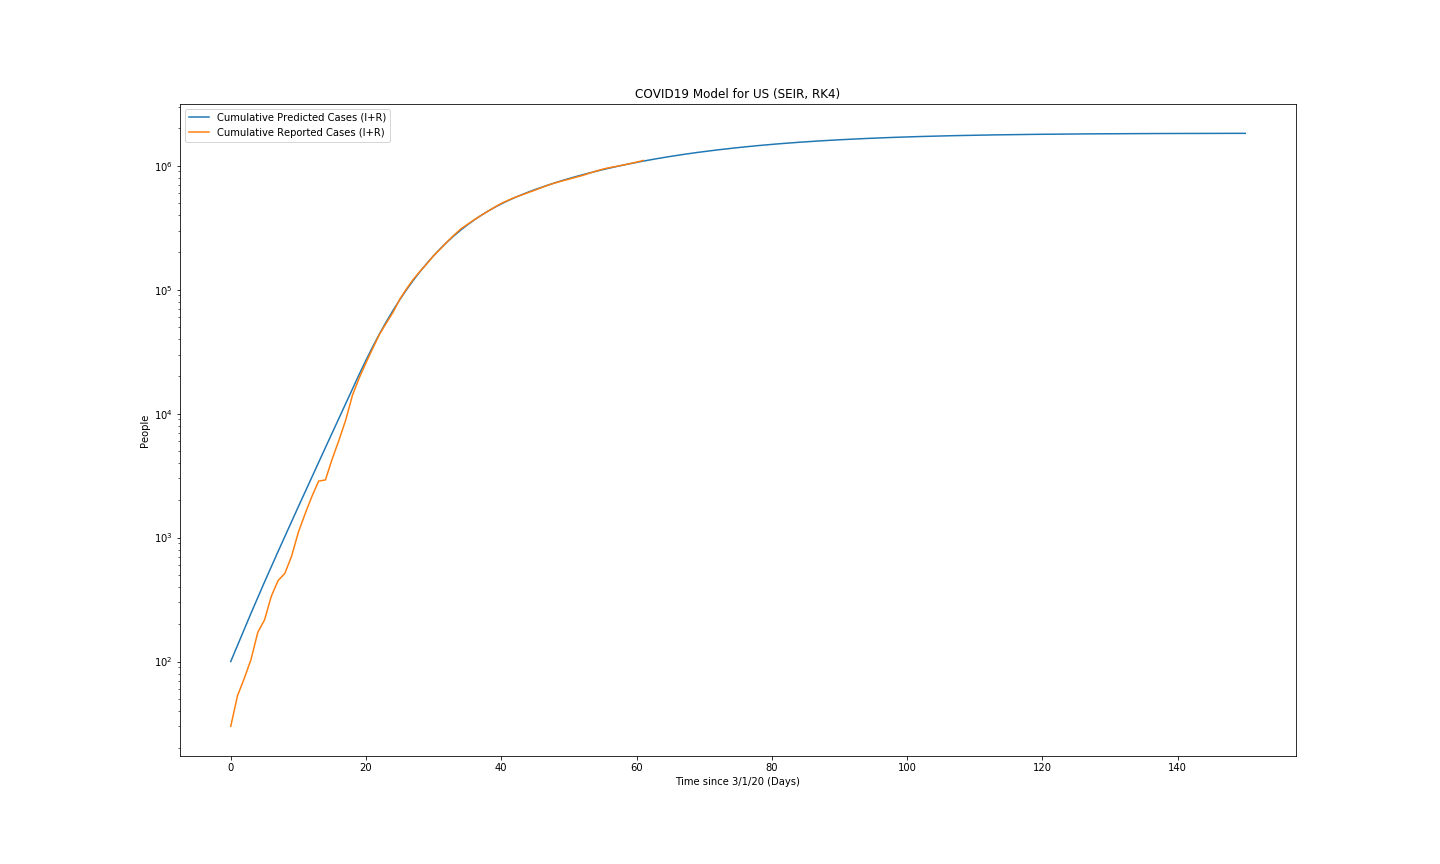 COVID19 Model for US (SEIR, RK4)
Cumulative Predicted Cases (I+R)
Cumulative Reported Cases (I+R)
10⁶
10⁵
10⁴
10³
10²
People
0 20 40 60 80 100 120 140
Time since 3/1/20 (Days)